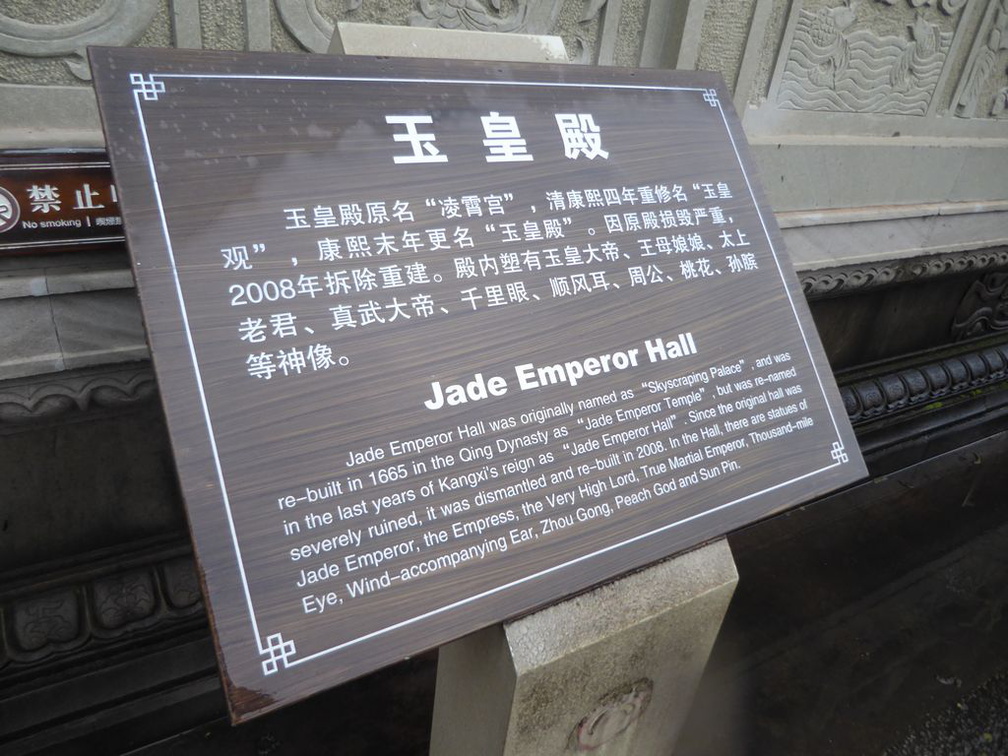 玉皇殿
玉皇殿原名“凌霄宫”,清康熙四年重修名“玉皇
观”,康熙末年更名“玉皇殿”。因原殿损毁严重,
2008年拆除重建。殿内塑有玉皇大帝、王母娘娘、太上
老君、真武大帝、千里眼、顺风耳、周公、桃花、孙膑
等神像。
Jade Emperor Hall
Jade Emperor Hall was originally named as “Skyscraping Palace”, and was
re-built in 1665 in the Qing Dynasty as “Jade Emperor Temple”, but was re-named
in the last years of Kangxi's reign as “Jade Emperor Hall”. Since the original hall was
severely ruined, it was dismantled and re-built in 2008. In the Hall, there are statues of
Jade Emperor, the Empress, the Very High Lord, True Martial Emperor, Thousand-mile
Eye, Wind-accompanying Ear, Zhou Gong, Peach God and Sun Pin.
禁止
No smoking